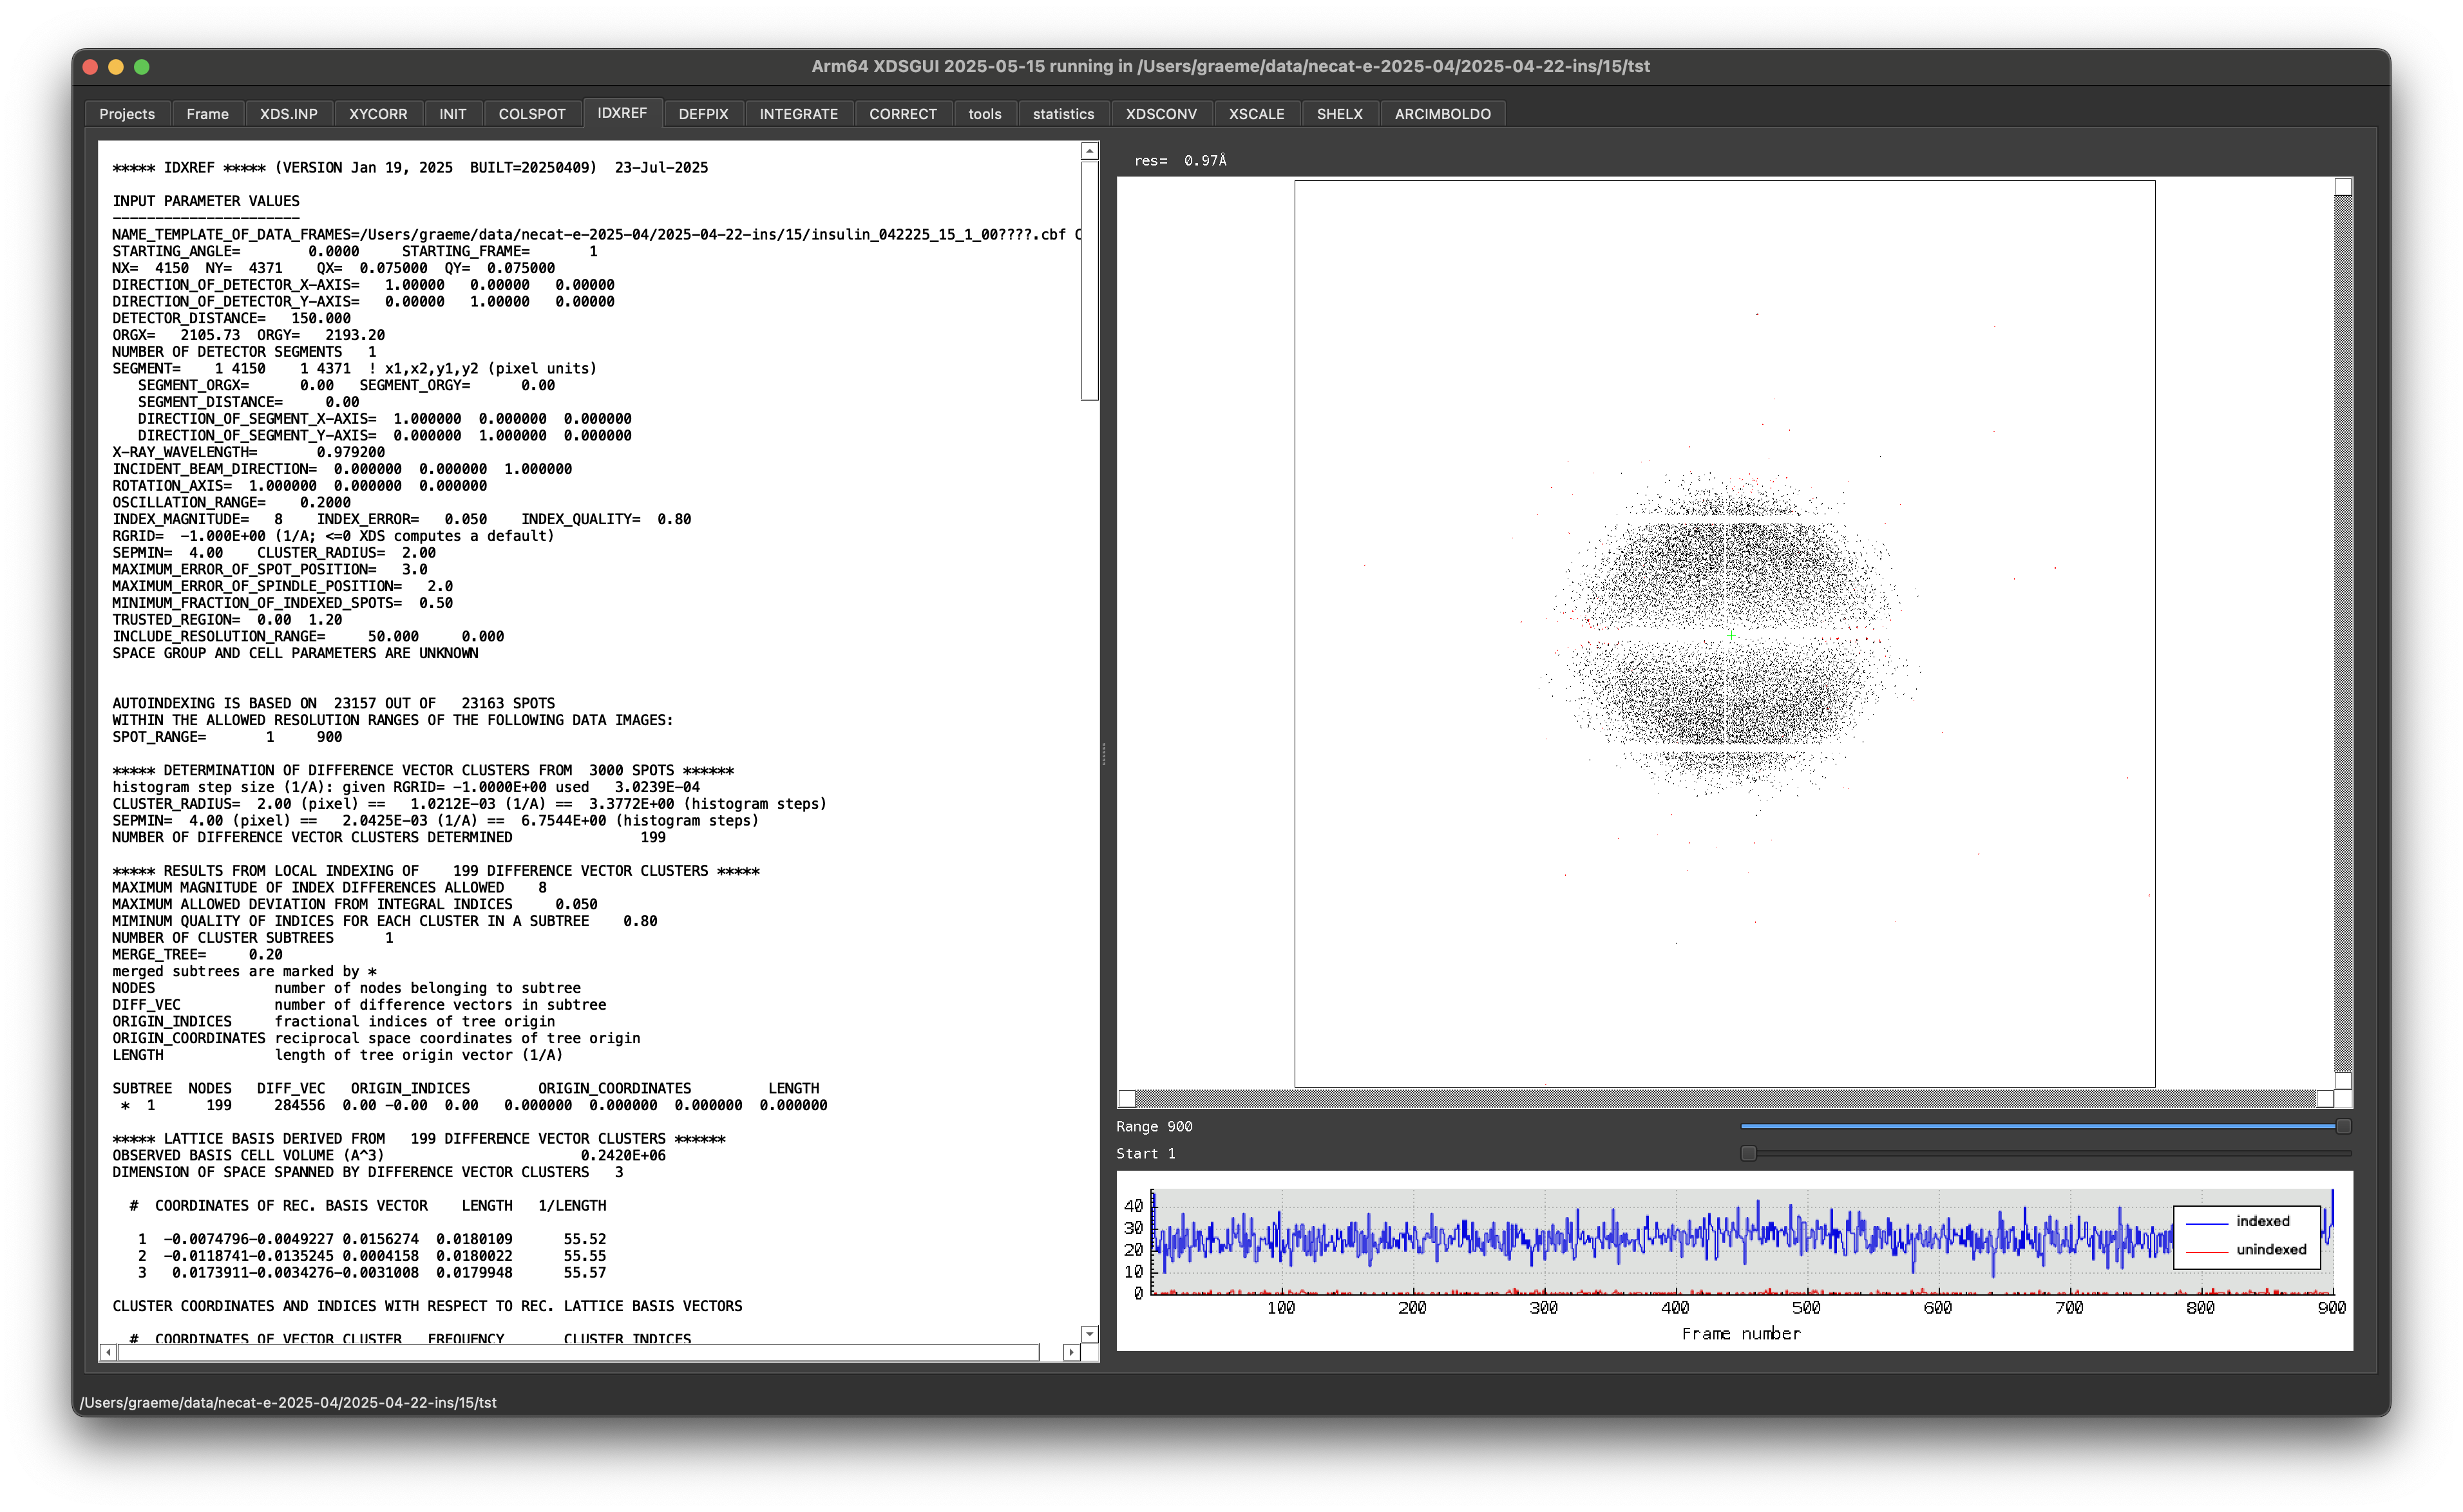 Arm64 XDSGUI 2025-05-15 running in /Users/graeme/data/necat-e-2025-04/2025-04-22-ins/15/tst
Projects Frame XDS.INP XYCORR INIT COLSPOT IDXREF DEFPIX INTEGRATE CORRECT tools statistics XDSCONV XSCALE SHELX ARCIMBOLDO
***** IDXREF ***** (VERSION Jan 19, 2025  BUILT=20250409)  23-Jul-2025
INPUT PARAMETER VALUES
----------------------
NAME_TEMPLATE_OF_DATA_FRAMES=/Users/graeme/data/necat-e-2025-04/2025-04-22-ins/15/insulin_042225_15_1_00????.cbf C
STARTING_ANGLE=        0.0000     STARTING_FRAME=       1
NX=  4150  NY=  4371    QX=  0.075000  QY=  0.075000
DIRECTION_OF_DETECTOR_X-AXIS=   1.00000   0.00000   0.00000
DIRECTION_OF_DETECTOR_Y-AXIS=   0.00000   1.00000   0.00000
DETECTOR_DISTANCE=   150.000
ORGX=   2105.73  ORGY=   2193.20
NUMBER OF DETECTOR SEGMENTS   1
SEGMENT=    1 4150    1 4371  ! x1,x2,y1,y2 (pixel units)
SEGMENT_ORGX=      0.00   SEGMENT_ORGY=      0.00
SEGMENT_DISTANCE=     0.00
DIRECTION_OF_SEGMENT_X-AXIS=  1.000000  0.000000  0.000000
DIRECTION_OF_SEGMENT_Y-AXIS=  0.000000  1.000000  0.000000
X-RAY_WAVELENGTH=       0.979200
INCIDENT_BEAM_DIRECTION=  0.000000  0.000000  1.000000
ROTATION_AXIS=  1.000000  0.000000  0.000000
OSCILLATION_RANGE=    0.2000
INDEX_MAGNITUDE=   8    INDEX_ERROR=   0.050    INDEX_QUALITY=  0.80
RGRID=  -1.000E+00 (1/A; <=0 XDS computes a default)
SEPMIN=  4.00    CLUSTER_RADIUS=  2.00
MAXIMUM_ERROR_OF_SPOT_POSITION=   3.0
MAXIMUM_ERROR_OF_SPINDLE_POSITION=   2.0
MINIMUM_FRACTION_OF_INDEXED_SPOTS=  0.50
TRUSTED_REGION=  0.00  1.20
INCLUDE_RESOLUTION_RANGE=     50.000     0.000
SPACE GROUP AND CELL PARAMETERS ARE UNKNOWN
AUTOINDEXING IS BASED ON  23157 OUT OF   23163 SPOTS
WITHIN THE ALLOWED RESOLUTION RANGES OF THE FOLLOWING DATA IMAGES:
SPOT_RANGE=       1     900
***** DETERMINATION OF DIFFERENCE VECTOR CLUSTERS FROM  3000 SPOTS ******
histogram step size (1/A): given RGRID= -1.0000E+00 used   3.0239E-04
CLUSTER_RADIUS=  2.00 (pixel) ==   1.0212E-03 (1/A) ==  3.3772E+00 (histogram steps)
SEPMIN=  4.00 (pixel) ==   2.0425E-03 (1/A) ==  6.7544E+00 (histogram steps)
NUMBER OF DIFFERENCE VECTOR CLUSTERS DETERMINED               199
***** RESULTS FROM LOCAL INDEXING OF    199 DIFFERENCE VECTOR CLUSTERS *****
MAXIMUM MAGNITUDE OF INDEX DIFFERENCES ALLOWED    8
MAXIMUM ALLOWED DEVIATION FROM INTEGRAL INDICES     0.050
MIMINUM QUALITY OF INDICES FOR EACH CLUSTER IN A SUBTREE    0.80
NUMBER OF CLUSTER SUBTREES      1
MERGE_TREE=     0.20
merged subtrees are marked by *
NODES              number of nodes belonging to subtree
DIFF_VEC           number of difference vectors in subtree
ORIGIN_INDICES     fractional indices of tree origin
ORIGIN_COORDINATES reciprocal space coordinates of tree origin
LENGTH             length of tree origin vector (1/A)
SUBTREE  NODES   DIFF_VEC   ORIGIN_INDICES        ORIGIN_COORDINATES         LENGTH
*  1      199     284556  0.00 -0.00  0.00   0.000000  0.000000  0.000000  0.000000
***** LATTICE BASIS DERIVED FROM   199 DIFFERENCE VECTOR CLUSTERS ******
OBSERVED BASIS CELL VOLUME (A^3)                       0.2420E+06
DIMENSION OF SPACE SPANNED BY DIFFERENCE VECTOR CLUSTERS   3
#  COORDINATES OF REC. BASIS VECTOR    LENGTH   1/LENGTH
1  -0.0074796-0.0049227 0.0156274  0.0180109     55.52
2  -0.0118741-0.0135245 0.0004158  0.0180022     55.55
3   0.0173911-0.0034276-0.0031008  0.0179948     55.57
CLUSTER COORDINATES AND INDICES WITH RESPECT TO REC. LATTICE BASIS VECTORS
#  COORDINATES OF VECTOR CLUSTER   FREQUENCY       CLUSTER INDICES
res=  0.97Å
Range 900
Start 1
40
30
20
10
0
indexed
unindexed
100 200 300 400 500 600 700 800 900
Frame number
/Users/graeme/data/necat-e-2025-04/2025-04-22-ins/15/tst